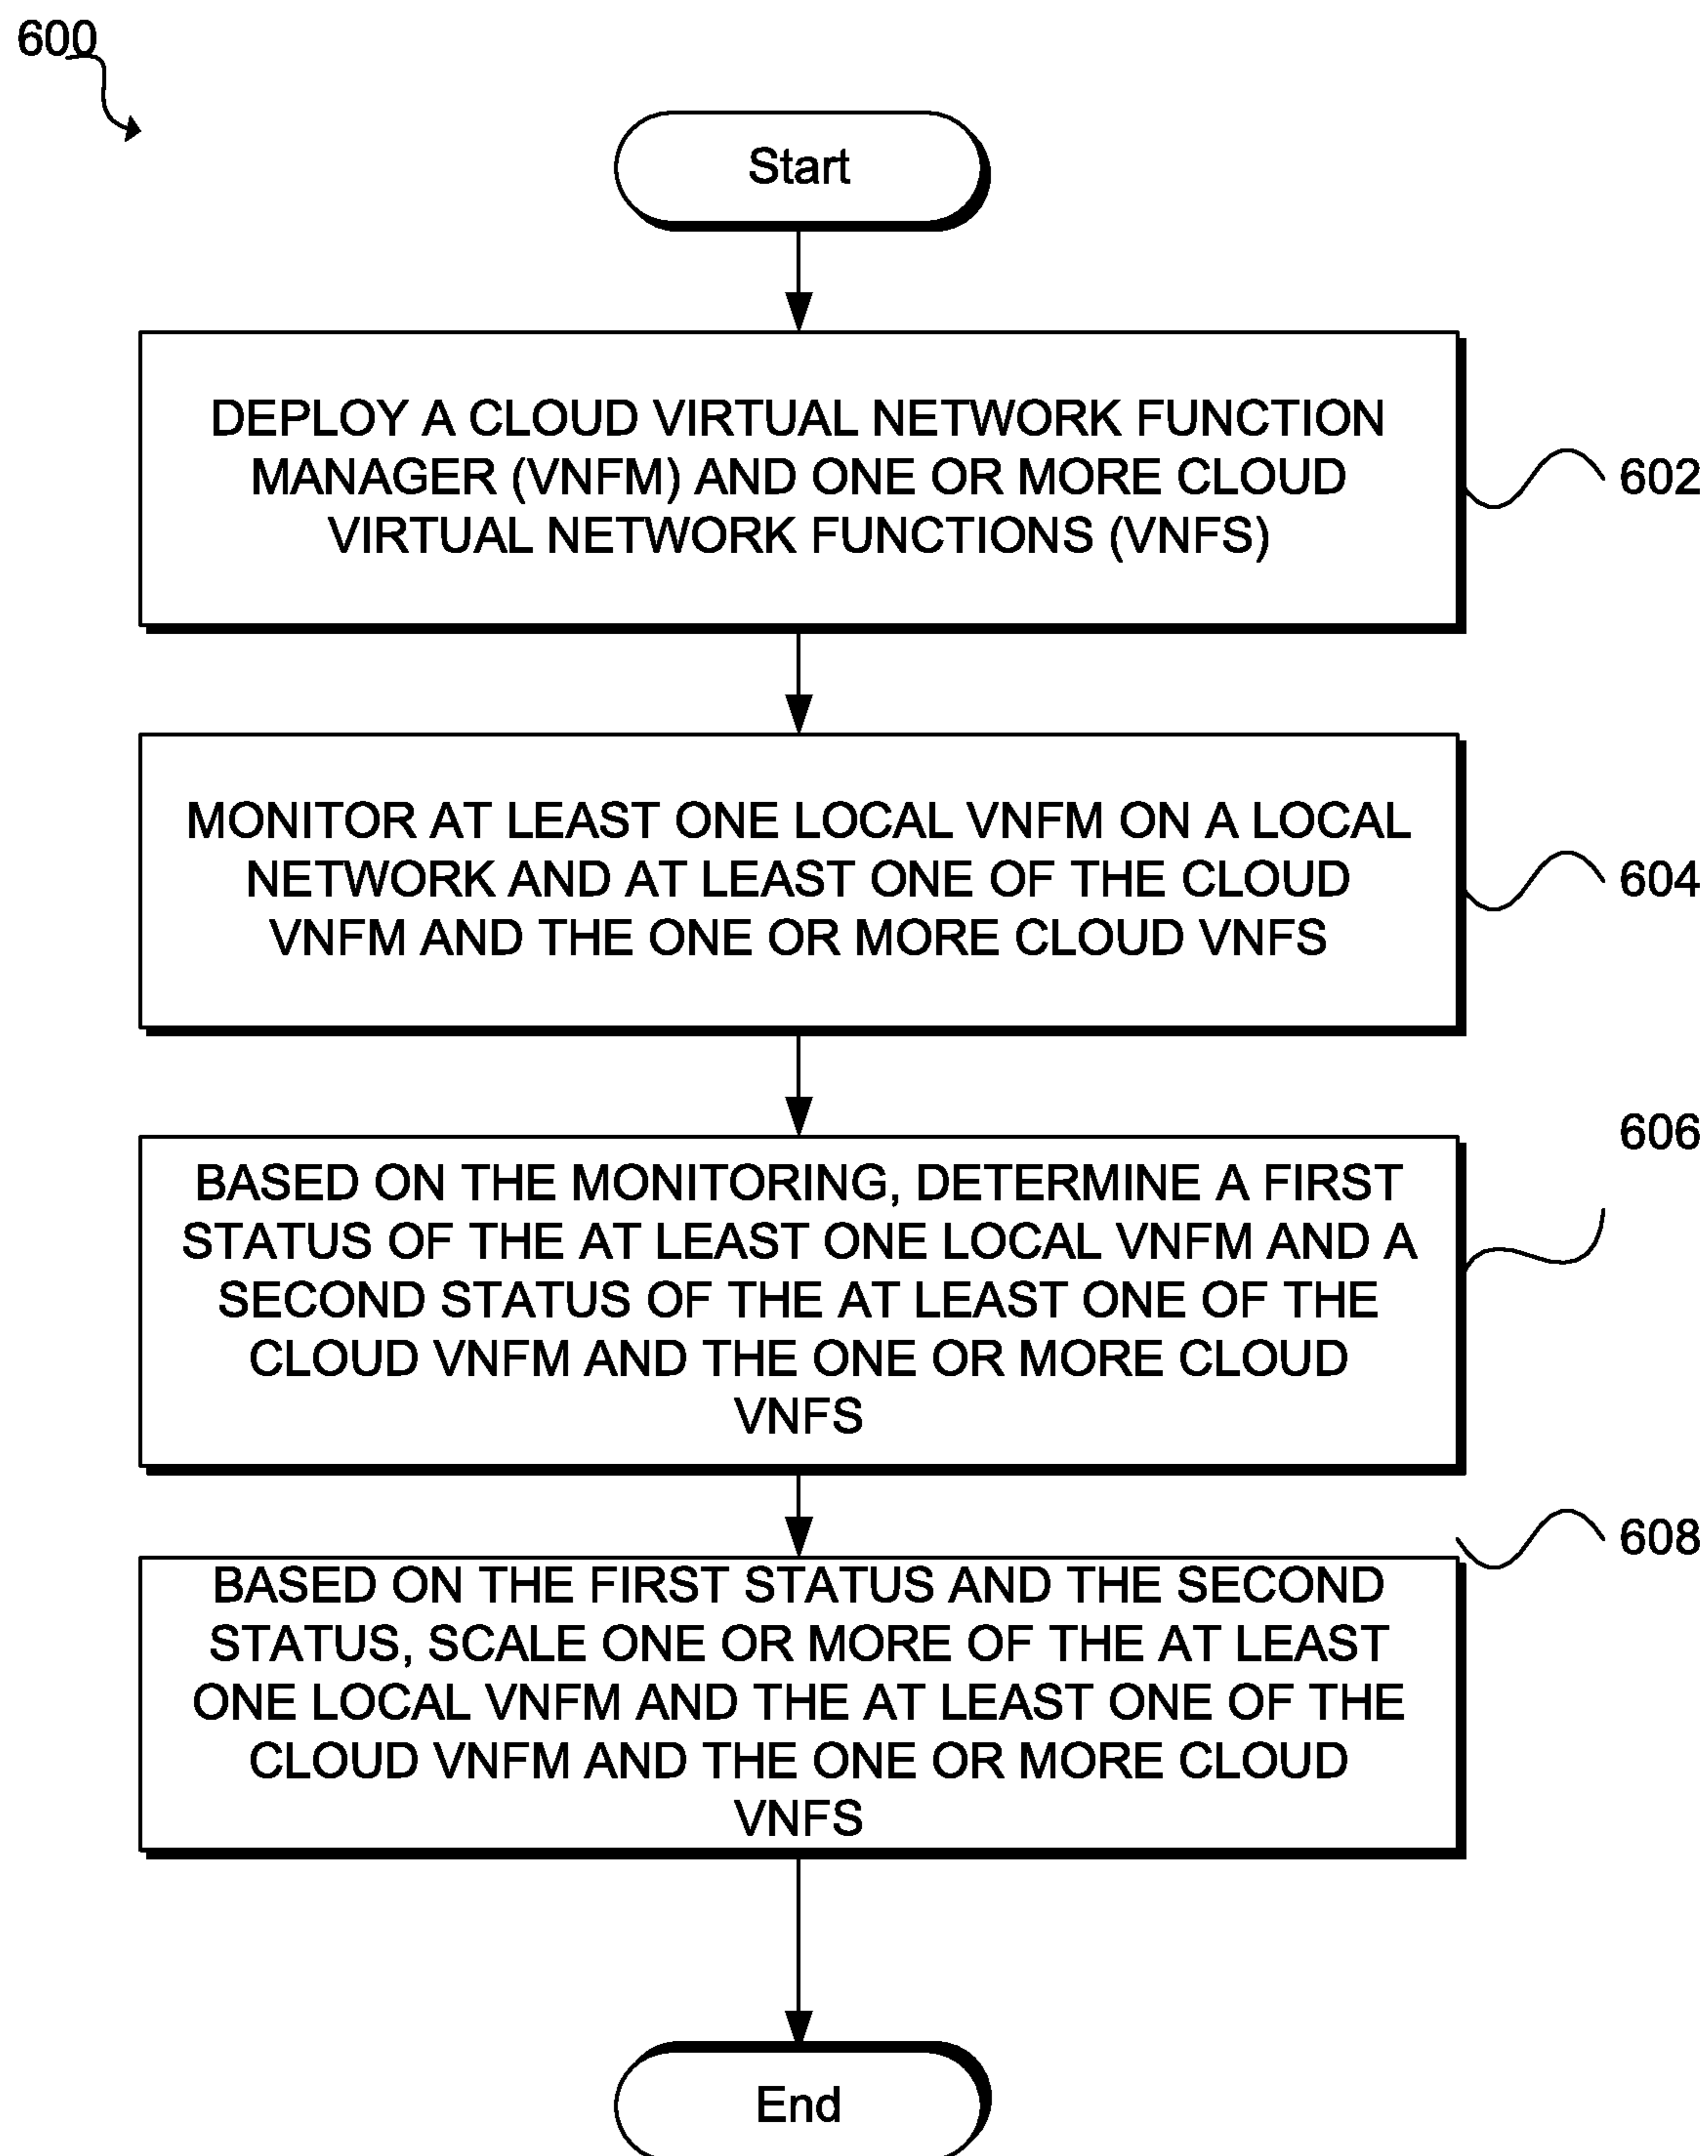 600
Start
DEPLOY A CLOUD VIRTUAL NETWORK FUNCTION
MANAGER (VNFM) AND ONE OR MORE CLOUD
VIRTUAL NETWORK FUNCTIONS (VNFS)
602
MONITOR AT LEAST ONE LOCAL VNFM ON A LOCAL
NETWORK AND AT LEAST ONE OF THE CLOUD
VNFM AND THE ONE OR MORE CLOUD VNFS
604
BASED ON THE MONITORING, DETERMINE A FIRST
STATUS OF THE AT LEAST ONE LOCAL VNFM AND A
SECOND STATUS OF THE AT LEAST ONE OF THE
CLOUD VNFM AND THE ONE OR MORE CLOUD
VNFS
606
BASED ON THE FIRST STATUS AND THE SECOND
STATUS, SCALE ONE OR MORE OF THE AT LEAST
ONE LOCAL VNFM AND THE AT LEAST ONE OF THE
CLOUD VNFM AND THE ONE OR MORE CLOUD
VNFS
608
End